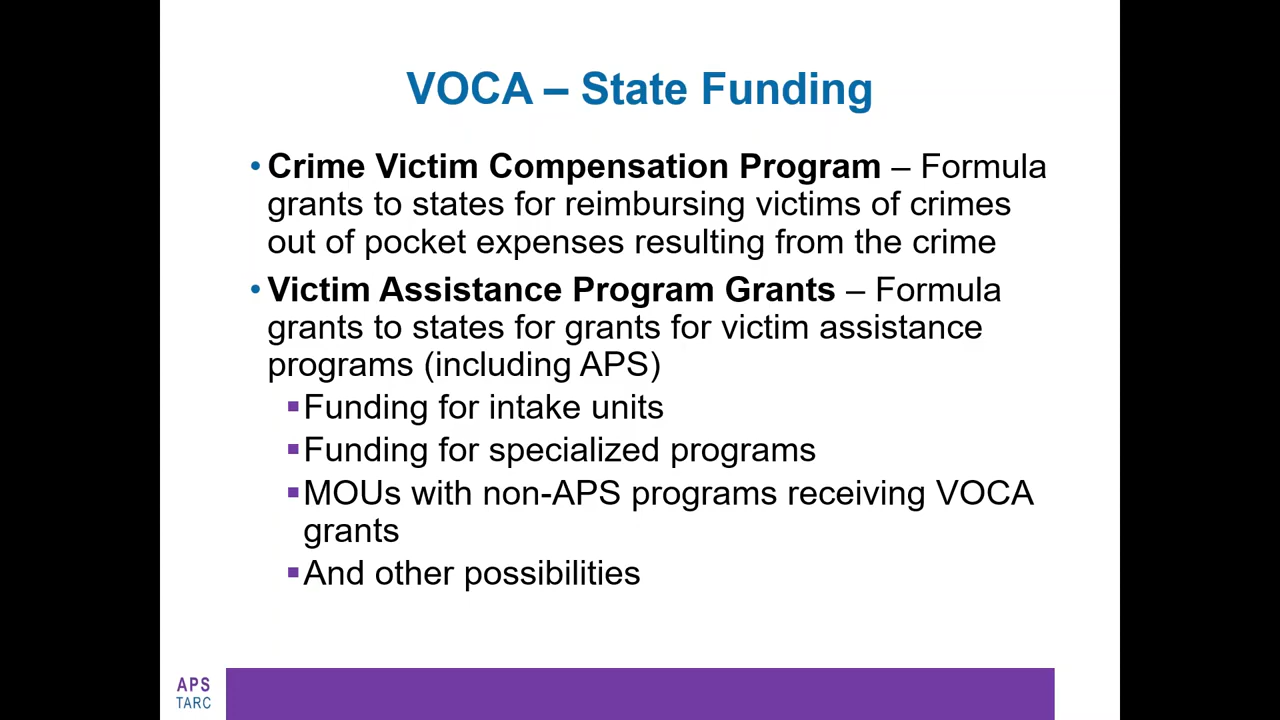 VOCA – State Funding
• Crime Victim Compensation Program – Formula
grants to states for reimbursing victims of crimes
out of pocket expenses resulting from the crime
• Victim Assistance Program Grants – Formula
grants to states for grants for victim assistance
programs (including APS)
▪ Funding for intake units
▪ Funding for specialized programs
▪ MOUs with non-APS programs receiving VOCA
grants
▪ And other possibilities
APS
TARC